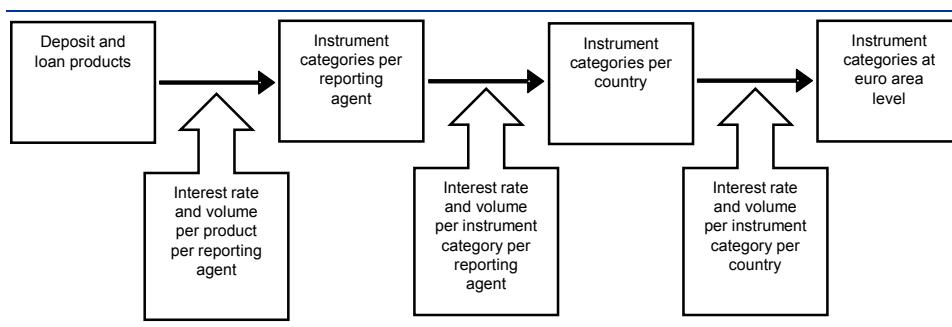 Deposit and
loan products
Instrument
categories per
reporting
agent
Instrument
categories per
country
Instrument
categories at
euro area
level
Interest rate
and volume
per product
per reporting
agent
Interest rate
and volume
per instrument
category per
reporting
agent
Interest rate
and volume
per instrument
category per
country